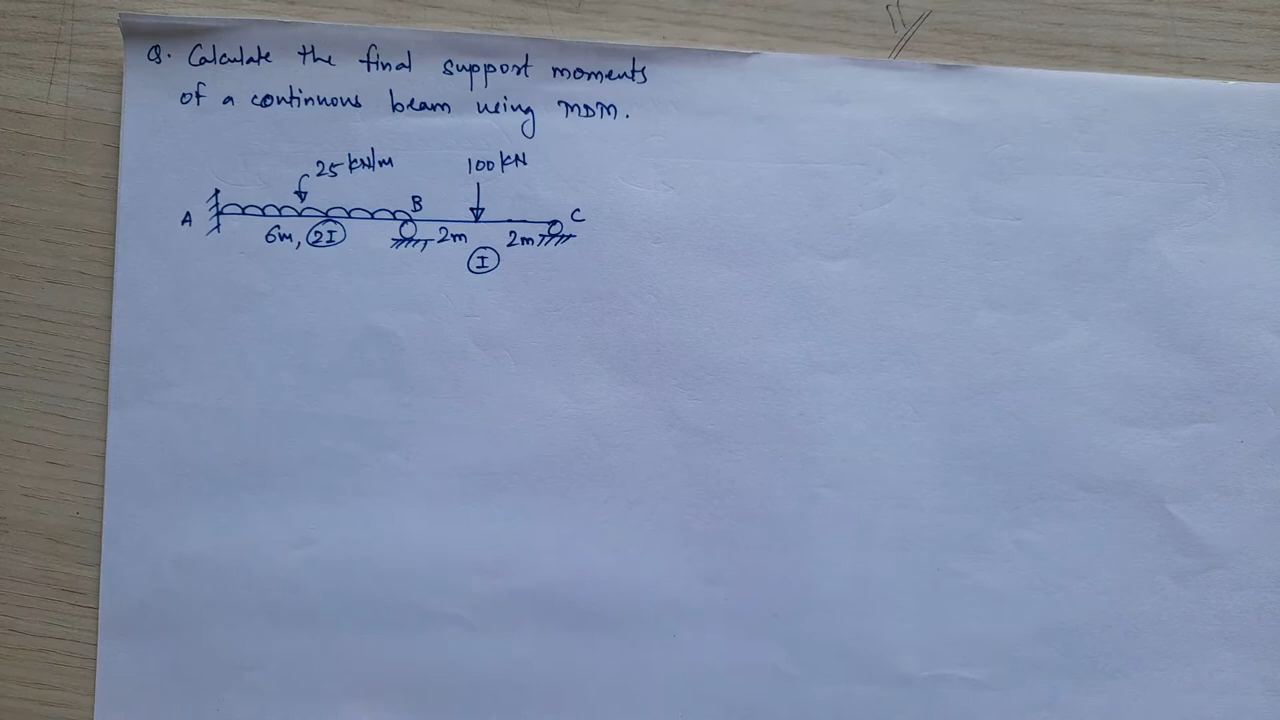 Q. Calculate the final support moments
of a continuous beam using MDM.
25 kN/m 100 kN
A B C
6m, 2I 2m 2m
I